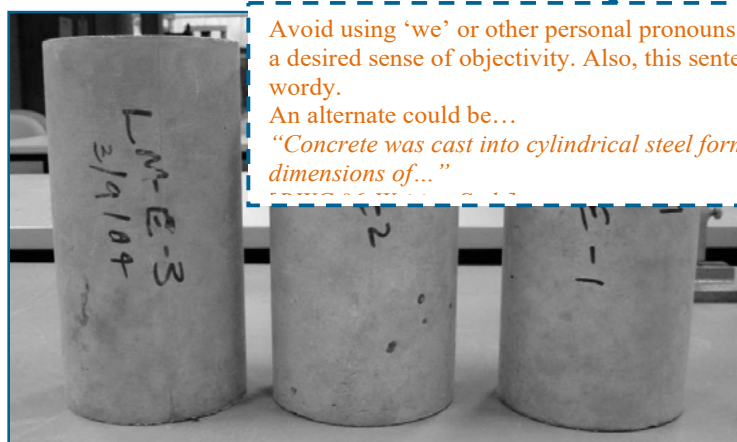 Avoid using ‘we’ or other personal pronouns
a desired sense of objectivity. Also, this sente
wordy.
An alternate could be…
“Concrete was cast into cylindrical steel form
dimensions of…”
LM-E-3
2/9/04
E-1